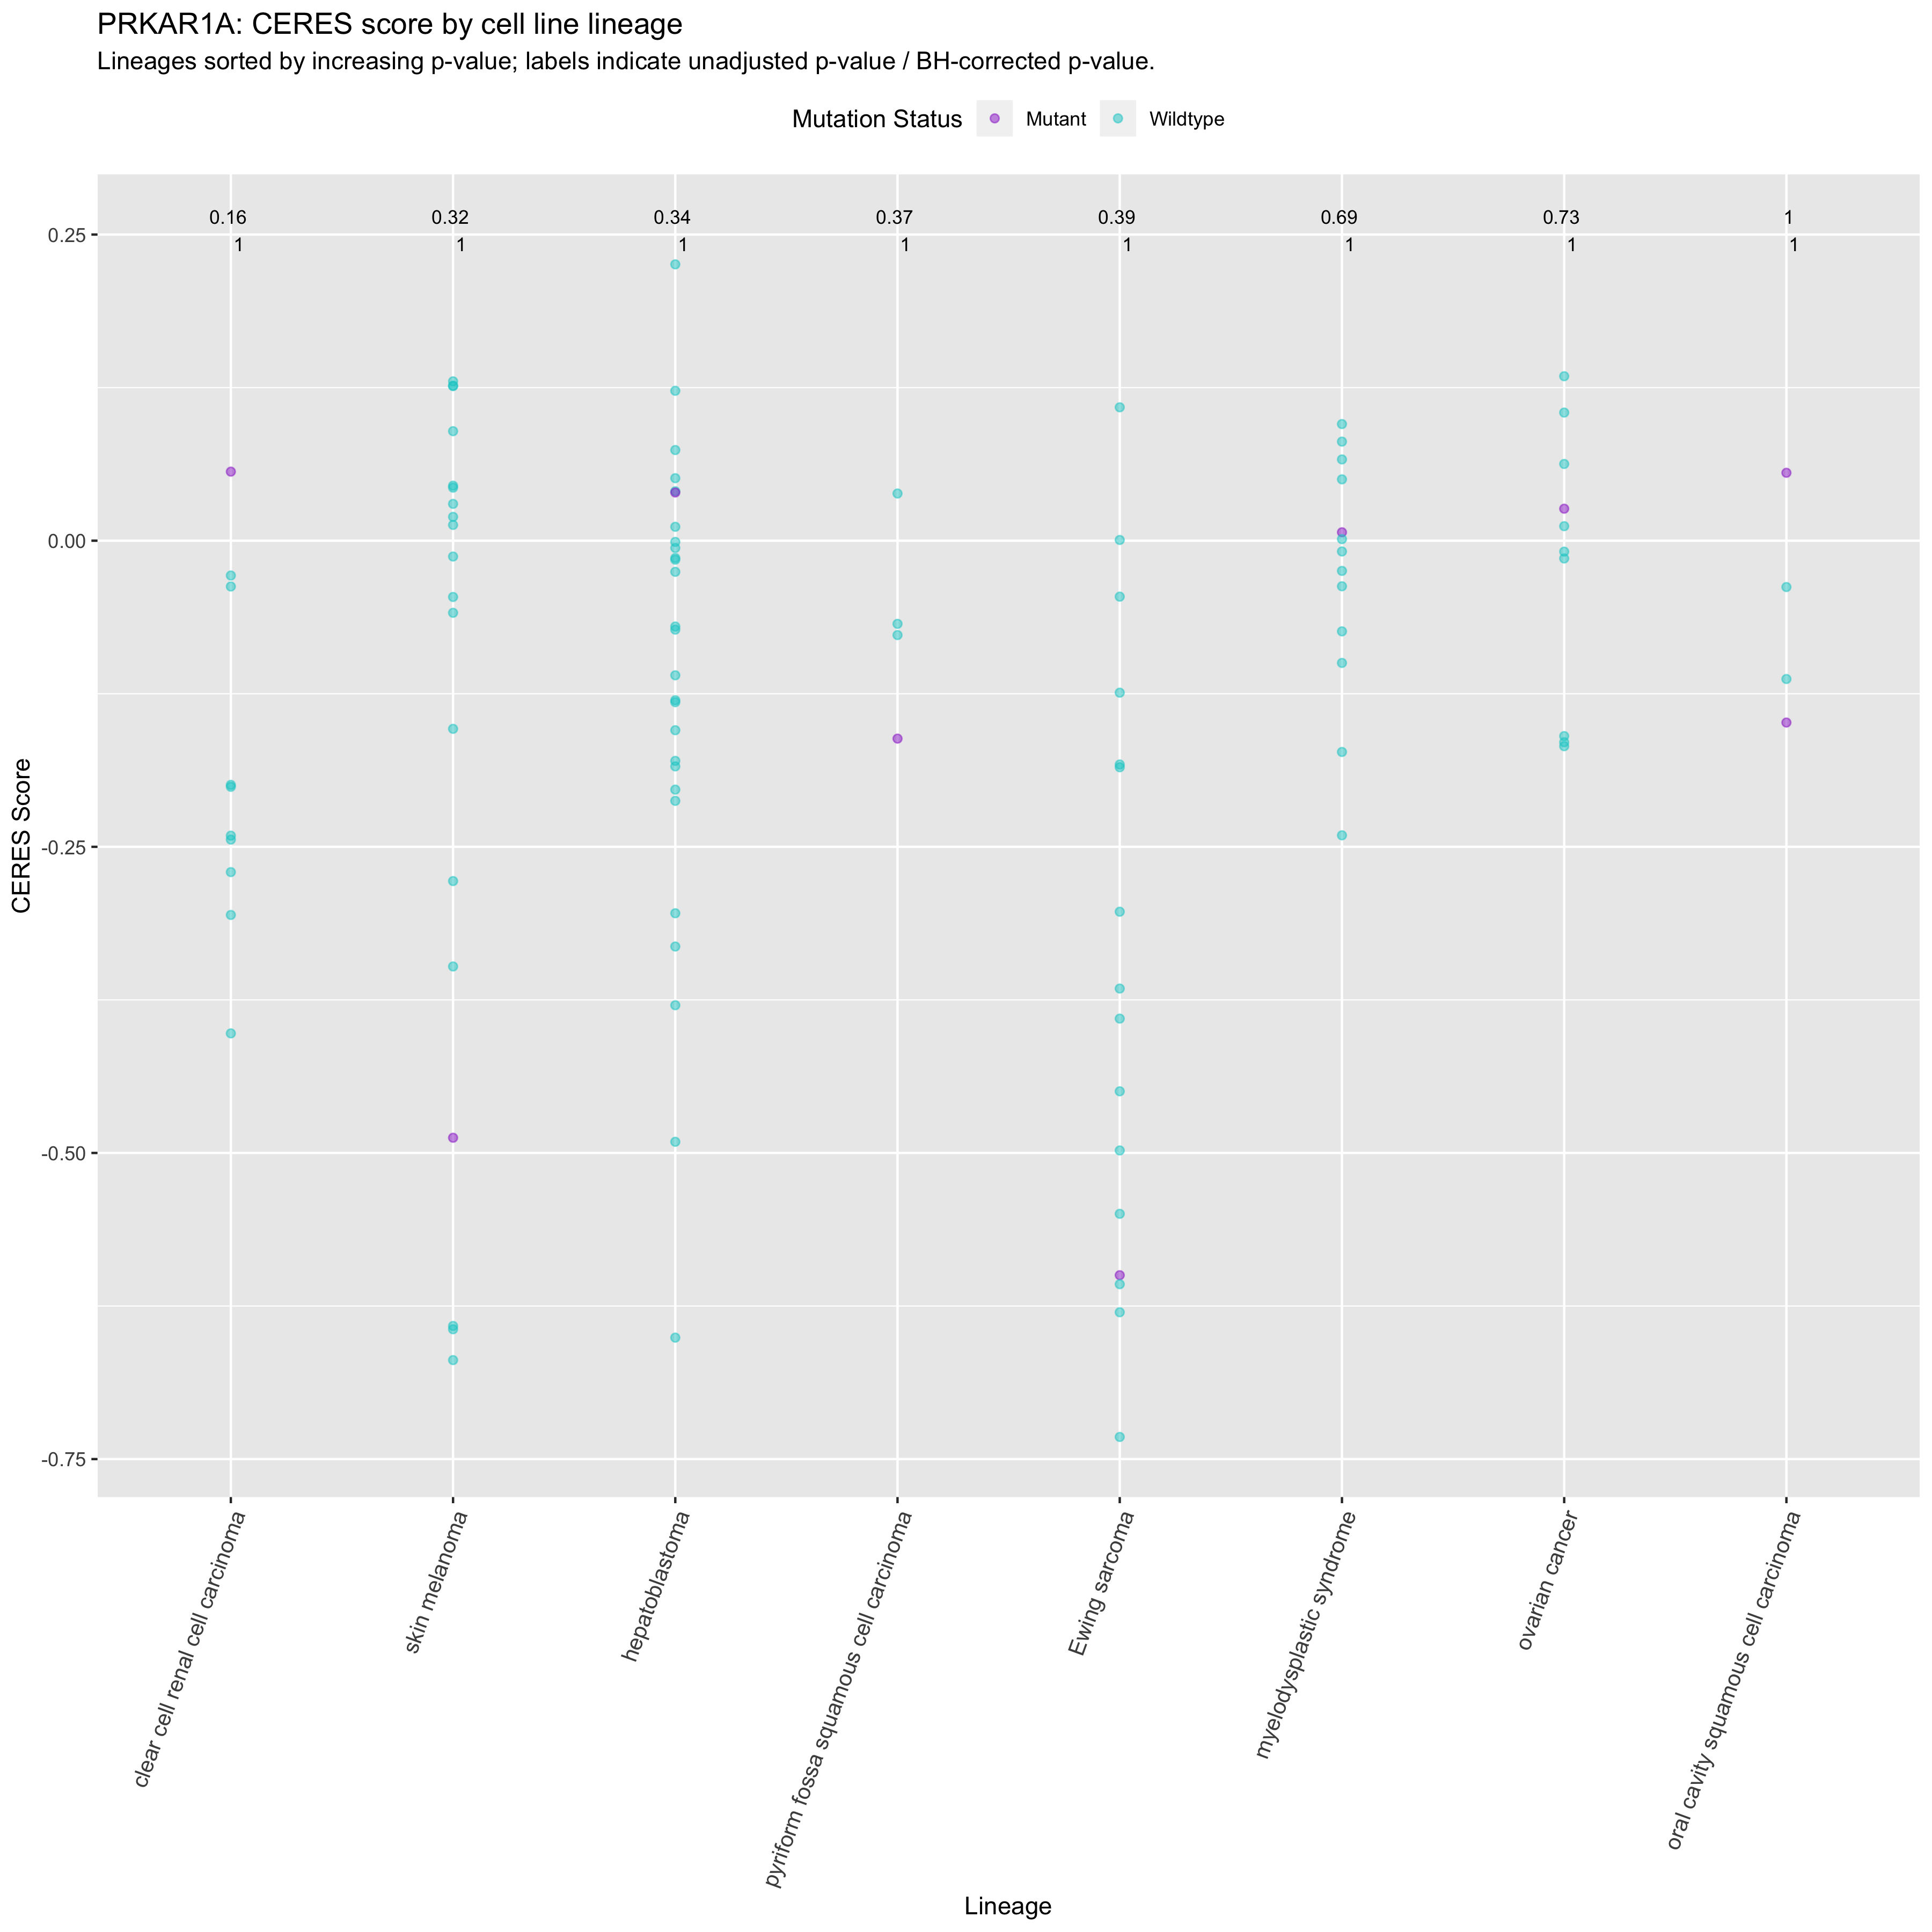 PRKAR1A: CERES score by cell line lineage
Lineages sorted by increasing p-value; labels indicate unadjusted p-value / BH-corrected p-value.
Mutation Status Mutant Wildtype
0.16 0.32 0.34 0.37 0.39 0.69 0.73 1
1 1 1 1 1 1 1 1
0.25
0.00
-0.25
-0.50
-0.75
CERES Score
clear cell renal cell carcinoma
skin melanoma
hepatoblastoma
pyriform fossa squamous cell carcinoma
Ewing sarcoma
myelodysplastic syndrome
ovarian cancer
oral cavity squamous cell carcinoma
Lineage